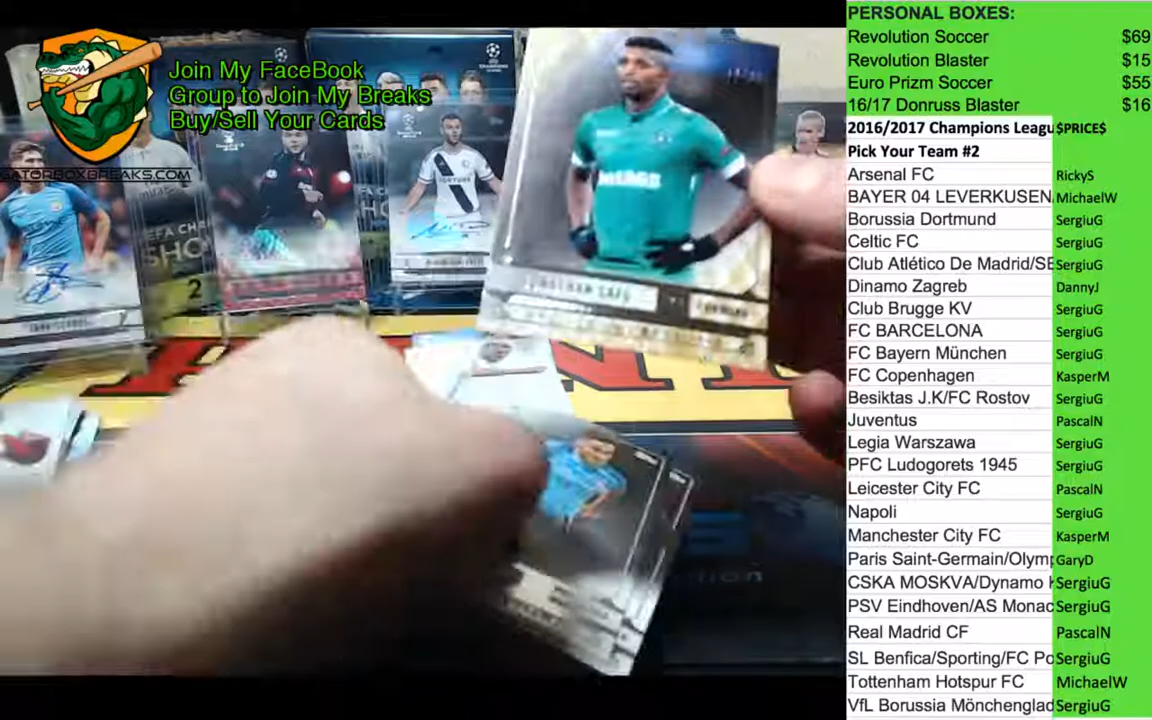 Join My FaceBook
Group to Join My Breaks
Buy/Sell Your Cards
GATORBOXBREAKS.COM
2
PERSONAL BOXES:
Revolution Soccer $69
Revolution Blaster $15
Euro Prizm Soccer $55
16/17 Donruss Blaster $16
2016/2017 Champions Leagu $PRICE$
Pick Your Team #2
Arsenal FC RickyS
BAYER 04 LEVERKUSEN MichaelW
Borussia Dortmund SergiuG
Celtic FC SergiuG
Club Atlético De Madrid/SE SergiuG
Dinamo Zagreb DannyJ
Club Brugge KV SergiuG
FC BARCELONA SergiuG
FC Bayern München SergiuG
FC Copenhagen KasperM
Besiktas J.K/FC Rostov SergiuG
Juventus PascalN
Legia Warszawa SergiuG
PFC Ludogorets 1945 SergiuG
Leicester City FC PascalN
Napoli SergiuG
Manchester City FC KasperM
Paris Saint-Germain/Olymp GaryD
CSKA MOSKVA/Dynamo K SergiuG
PSV Eindhoven/AS Monac SergiuG
Real Madrid CF PascalN
SL Benfica/Sporting/FC Po SergiuG
Tottenham Hotspur FC MichaelW
VfL Borussia Mönchenglad SergiuG